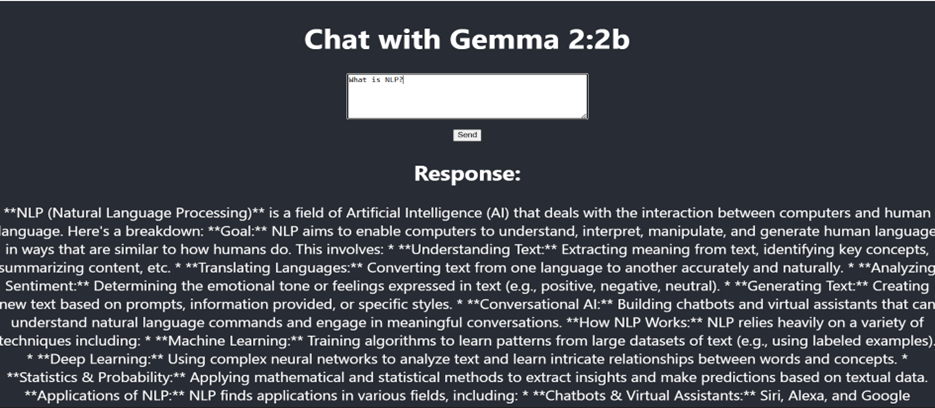 Chat with Gemma 2:2b
What is NLP?
Send
Response:
**NLP (Natural Language Processing)** is a field of Artificial Intelligence (AI) that deals with the interaction between computers and human
language. Here's a breakdown: **Goal:** NLP aims to enable computers to understand, interpret, manipulate, and generate human language
in ways that are similar to how humans do. This involves: * **Understanding Text:** Extracting meaning from text, identifying key concepts,
summarizing content, etc. * **Translating Languages:** Converting text from one language to another accurately and naturally. * **Analyzing
Sentiment:** Determining the emotional tone or feelings expressed in text (e.g., positive, negative, neutral). * **Generating Text:** Creating
new text based on prompts, information provided, or specific styles. * **Conversational AI:** Building chatbots and virtual assistants that can
understand natural language commands and engage in meaningful conversations. **How NLP Works:** NLP relies heavily on a variety of
techniques including: * **Machine Learning:** Training algorithms to learn patterns from large datasets of text (e.g., using labeled examples).
* **Deep Learning:** Using complex neural networks to analyze text and learn intricate relationships between words and concepts. *
**Statistics & Probability:** Applying mathematical and statistical methods to extract insights and make predictions based on textual data.
**Applications of NLP:** NLP finds applications in various fields, including: * **Chatbots & Virtual Assistants:** Siri, Alexa, and Google